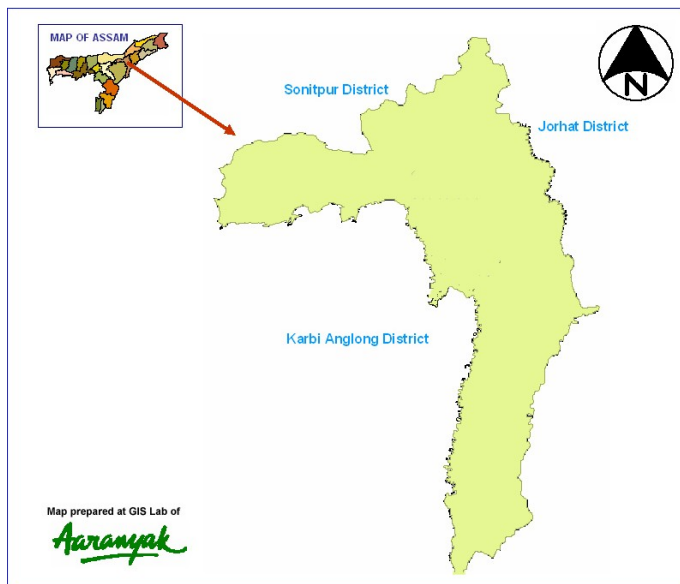 MAP OF ASSAM
Sonitpur District
N
Jorhat District
Karbi Anglong District
Map prepared at GIS Lab of
Aaranyak